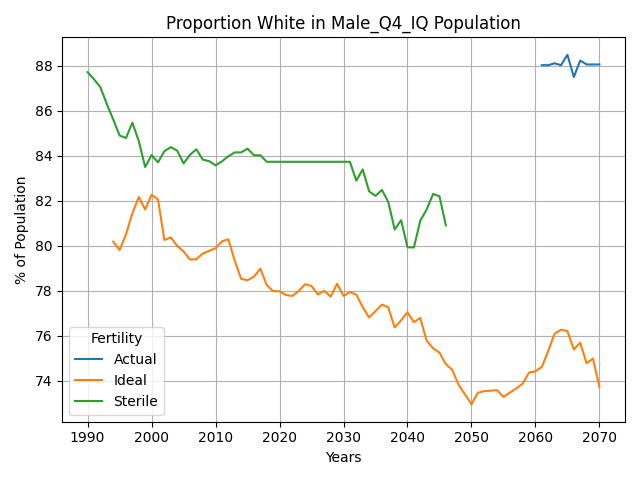 Proportion White in Male_Q4_IQ Population
% of Population
88
86
84
82
80
78
76
74
Fertility
Actual
Ideal
Sterile
1990 2000 2010 2020 2030 2040 2050 2060 2070
Years